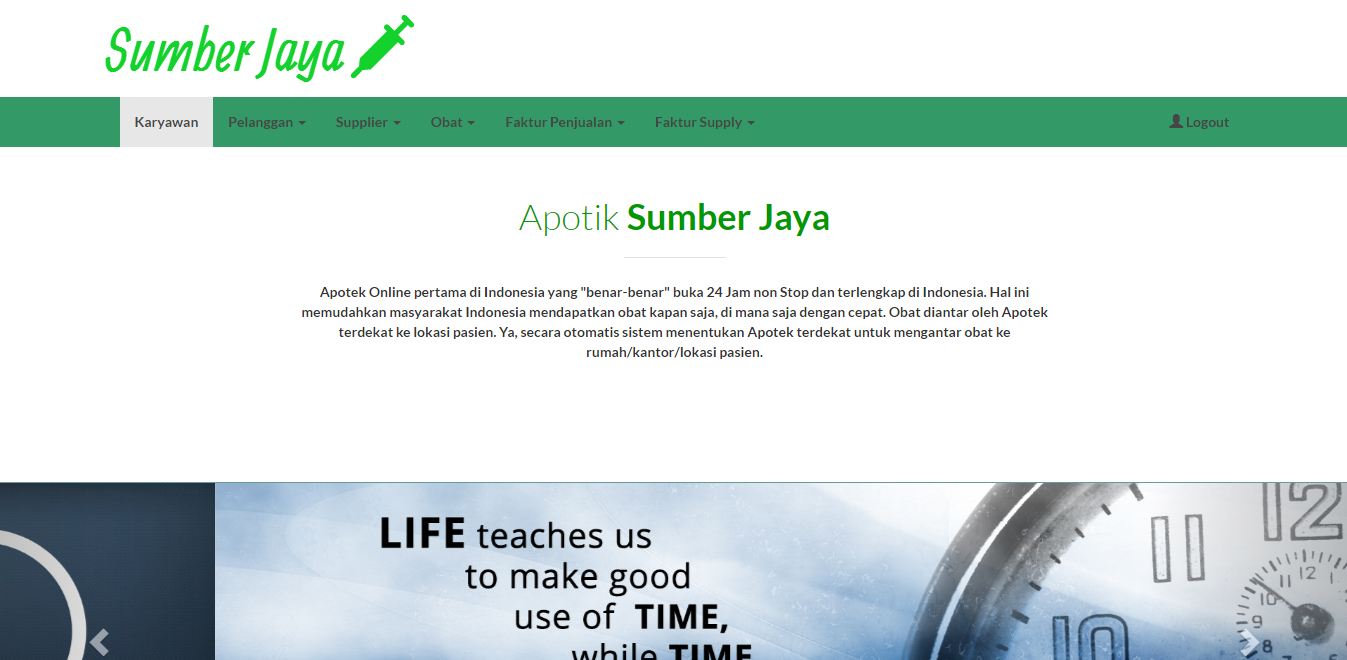 Sumber Jaya
Karyawan Pelanggan Supplier Obat Faktur Penjualan Faktur Supply Logout
Apotik Sumber Jaya
Apotek Online pertama di Indonesia yang "benar-benar" buka 24 Jam non Stop dan terlengkap di Indonesia. Hal ini
memudahkan masyarakat Indonesia mendapatkan obat kapan saja, di mana saja dengan cepat. Obat diantar oleh Apotek
terdekat ke lokasi pasien. Ya, secara otomatis sistem menentukan Apotek terdekat untuk mengantar obat ke
rumah/kantor/lokasi pasien.
LIFE teaches us
to make good
use of TIME,
while TIME
11 12
10
11 12 1
10
9
8